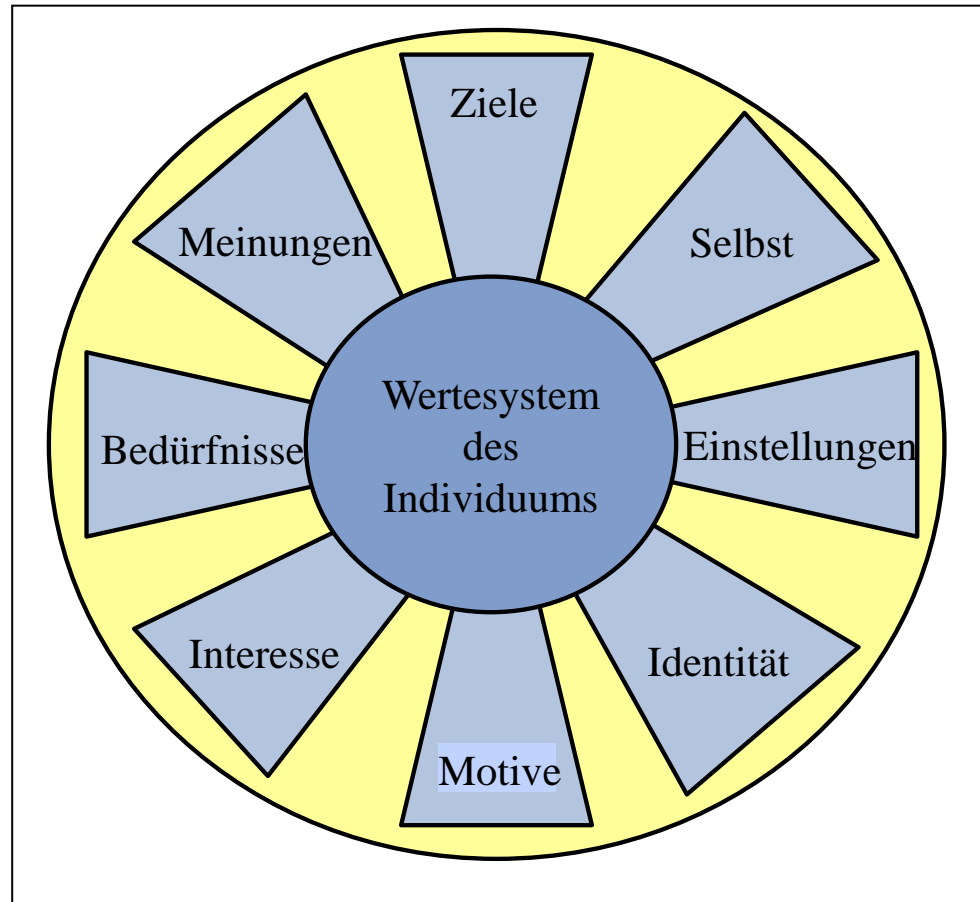 Ziele
Meinungen
Selbst
Wertesystem
des
Individuums
Bedürfnisse
Einstellungen
Interesse
Identität
Motive